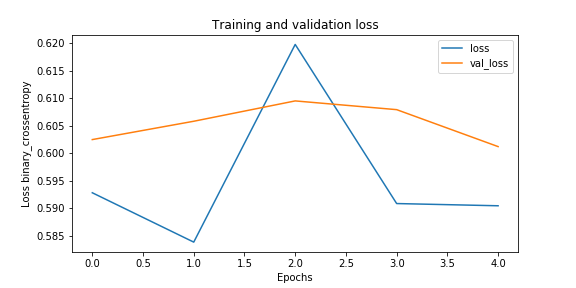 Training and validation loss
0.620
0.615
0.610
0.605
0.600
0.595
0.590
0.585
Loss binary_crossentropy
loss
val_loss
0.0 0.5 1.0 1.5 2.0 2.5 3.0 3.5 4.0
Epochs